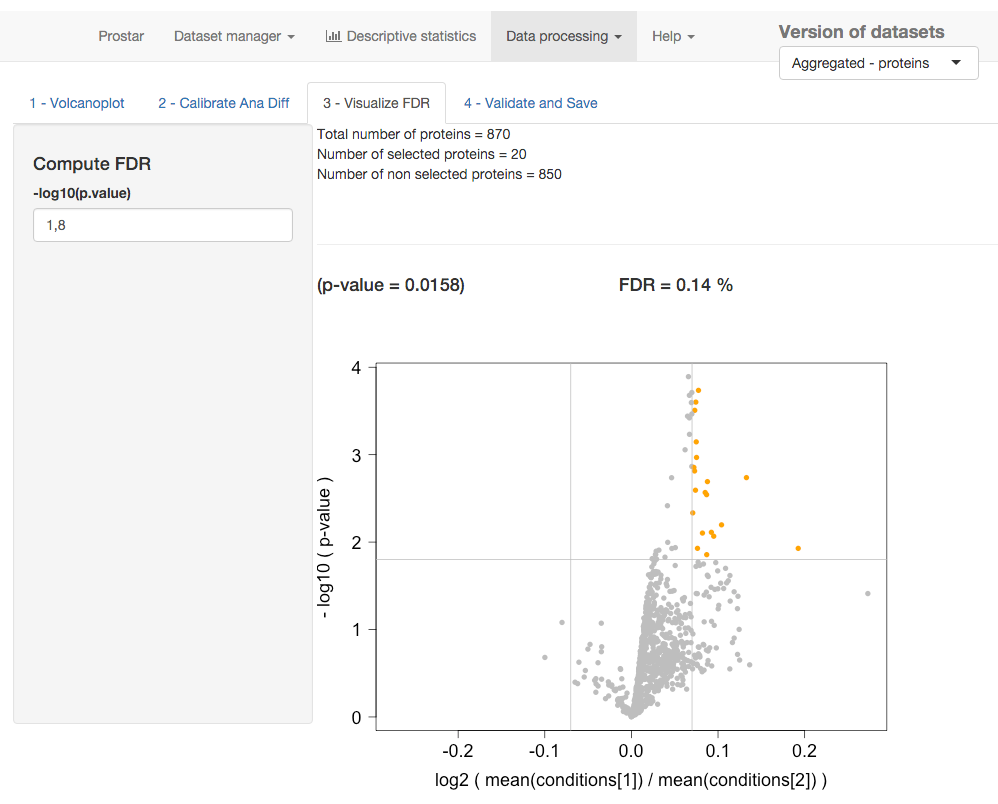 Prostar Dataset manager Descriptive statistics Data processing Help Version of datasets
Aggregated - proteins
1 - Volcanoplot 2 - Calibrate Ana Diff 3 - Visualize FDR 4 - Validate and Save
Compute FDR
-log10(p.value)
1,8
Total number of proteins = 870
Number of selected proteins = 20
Number of non selected proteins = 850
(p-value = 0.0158) FDR = 0.14 %
- log10 ( p-value )
4
3
2
1
0
-0.2 -0.1 0.0 0.1 0.2
log2 ( mean(conditions[1]) / mean(conditions[2]) )